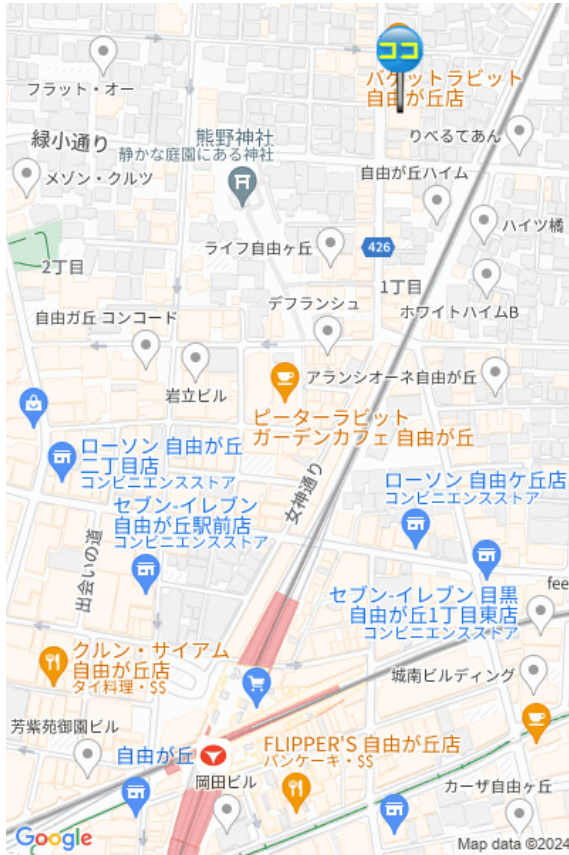 ココ
バゲットラビット
自由が丘店
フラット・オー
りべるてあん
緑小通り
熊野神社
静かな庭園にある神社
メゾン・クルツ
自由が丘ハイム
ハイツ橘
ライフ自由ヶ丘
426
2丁目
1丁目
デフランシュ
ホワイトハイムB
自由ガ丘 コンコード
岩立ビル
アランシオーネ自由が丘
ピーターラビット
ガーデンカフェ 自由が丘
ローソン 自由が丘
二丁目店
コンビニエンスストア
女神通り
ローソン 自由ケ丘店
コンビニエンスストア
セブン-イレブン
自由が丘駅前店
コンビニエンスストア
出会いの道
セブン-イレブン 目黒
自由が丘1丁目東店
コンビニエンスストア
fee
クルン・サイアム
自由が丘店
タイ料理・$$
城南ビルディング
芳紫苑御園ビル
自由が丘
FLIPPER'S 自由が丘店
パンケーキ・$$
岡田ビル
カーザ自由ヶ丘
Google
Map data ©2024